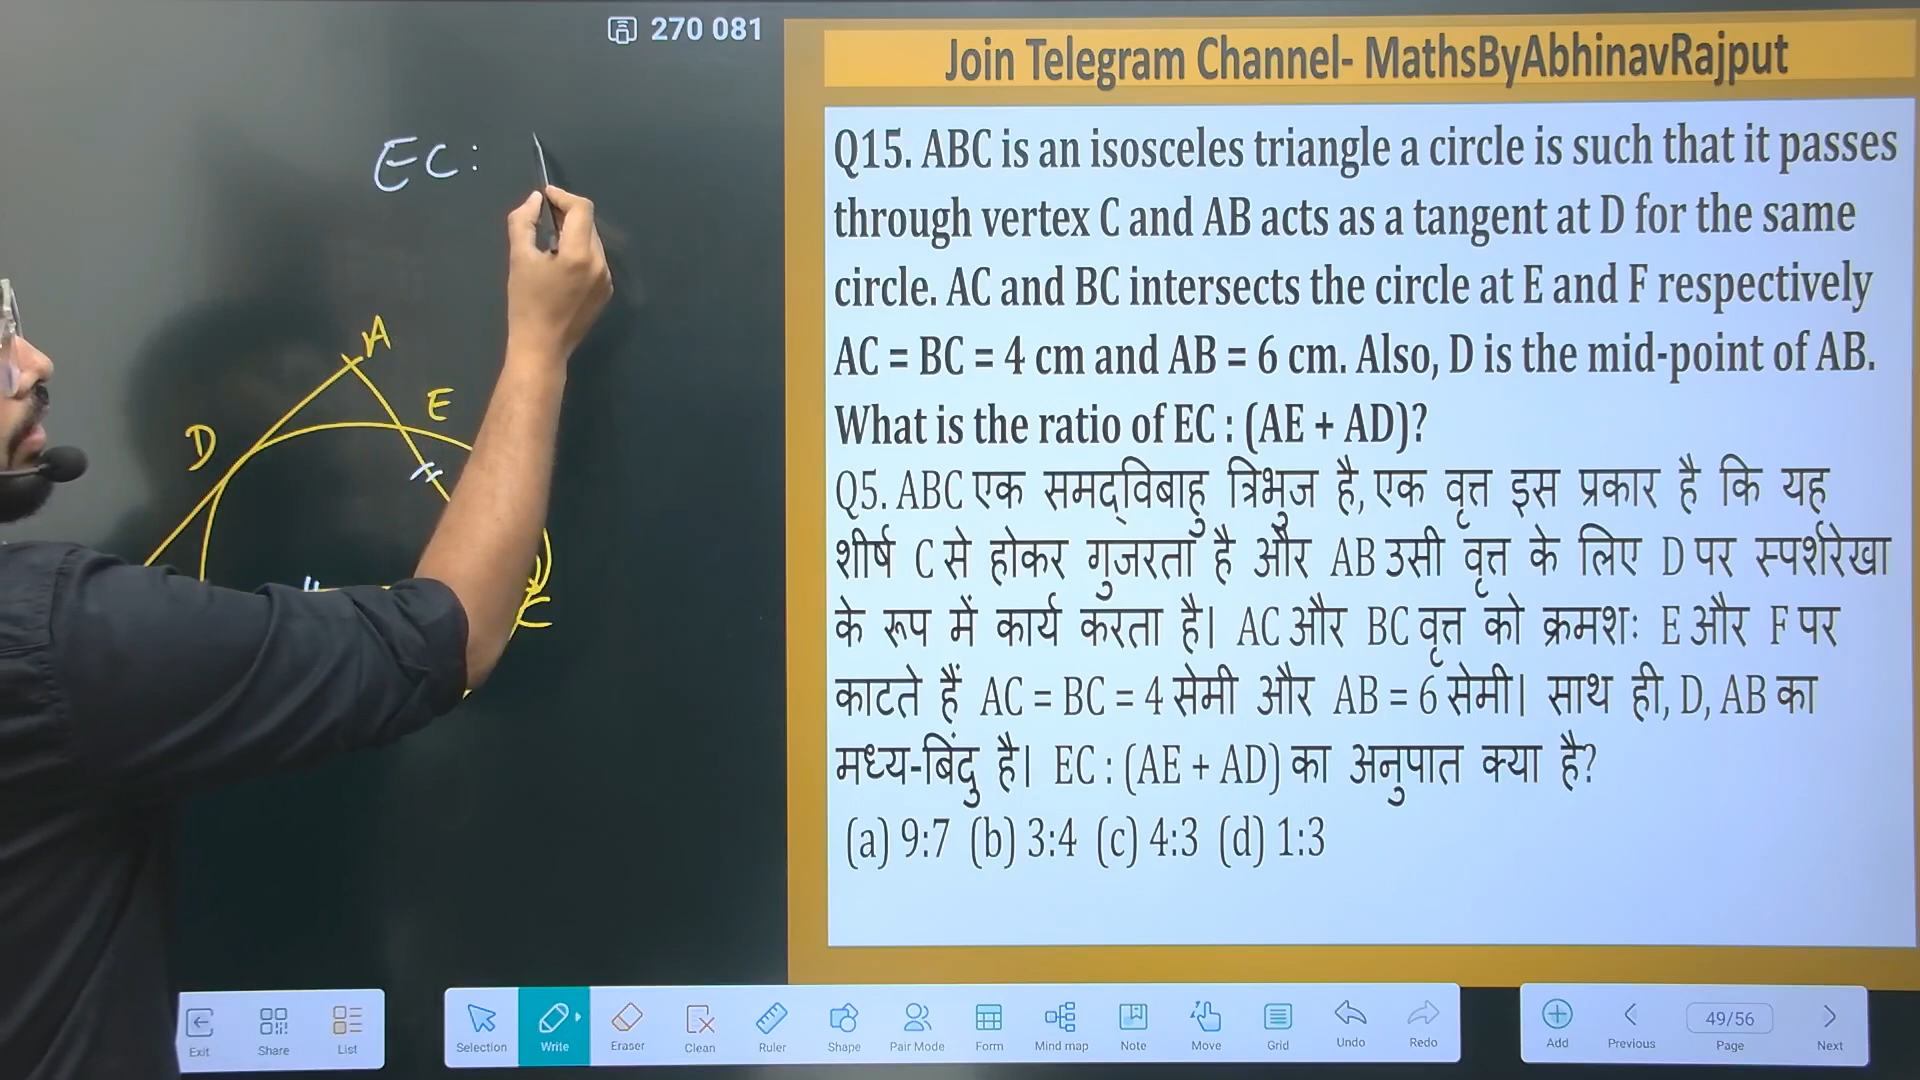 270 081
Join Telegram Channel- MathsByAbhinavRajput
EC:
Q15. ABC is an isosceles triangle a circle is such that it passes
through vertex C and AB acts as a tangent at D for the same
circle. AC and BC intersects the circle at E and F respectively
AC = BC = 4 cm and AB = 6 cm. Also, D is the mid-point of AB.
What is the ratio of EC : (AE + AD)?
Q5. ABC एक समद्विबाहु त्रिभुज है, एक वृत्त इस प्रकार है कि यह
शीर्ष C से होकर गुजरता है और AB उसी वृत्त के लिए D पर स्पर्शरेखा
के रूप में कार्य करता है। AC और BC वृत्त को क्रमशः E और F पर
काटते हैं AC = BC = 4 सेमी और AB = 6 सेमी। साथ ही, D, AB का
मध्य-बिंदु है। EC : (AE + AD) का अनुपात क्या है?
(a) 9:7 (b) 3:4 (c) 4:3 (d) 1:3
A
E
D
C
Exit Share List
Selection Write Eraser Clean Ruler Shape Pair Mode Form Mind map Note Move Grid Undo Redo
49/56
Add Previous Page Next